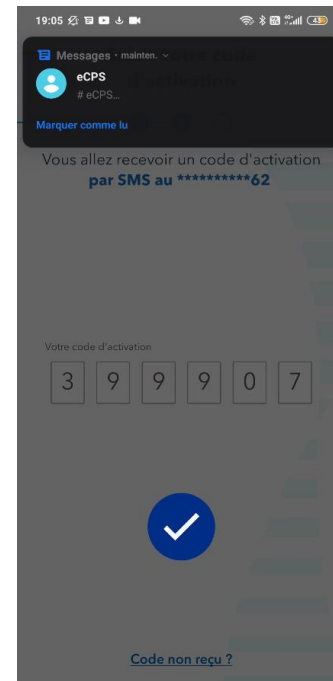 19:05
43
Messages · mainten.
eCPS
# eCPS...
Marquer comme lu
Vous allez recevoir un code d'activation
par SMS au **********62
Votre code d'activation
3 9 9 9 0 7
Code non reçu ?